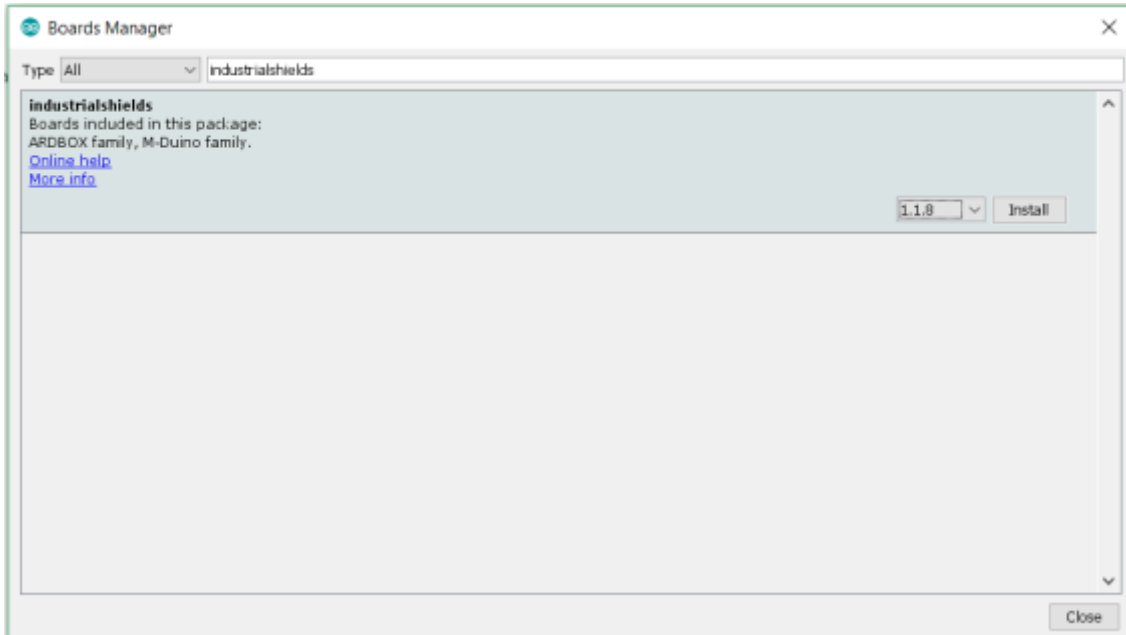 Boards Manager
Type All industrialshields
industrialshields
Boards included in this package:
ARDBOX family, M-Duino family.
Online help
More info
1.1.8 Install
Close